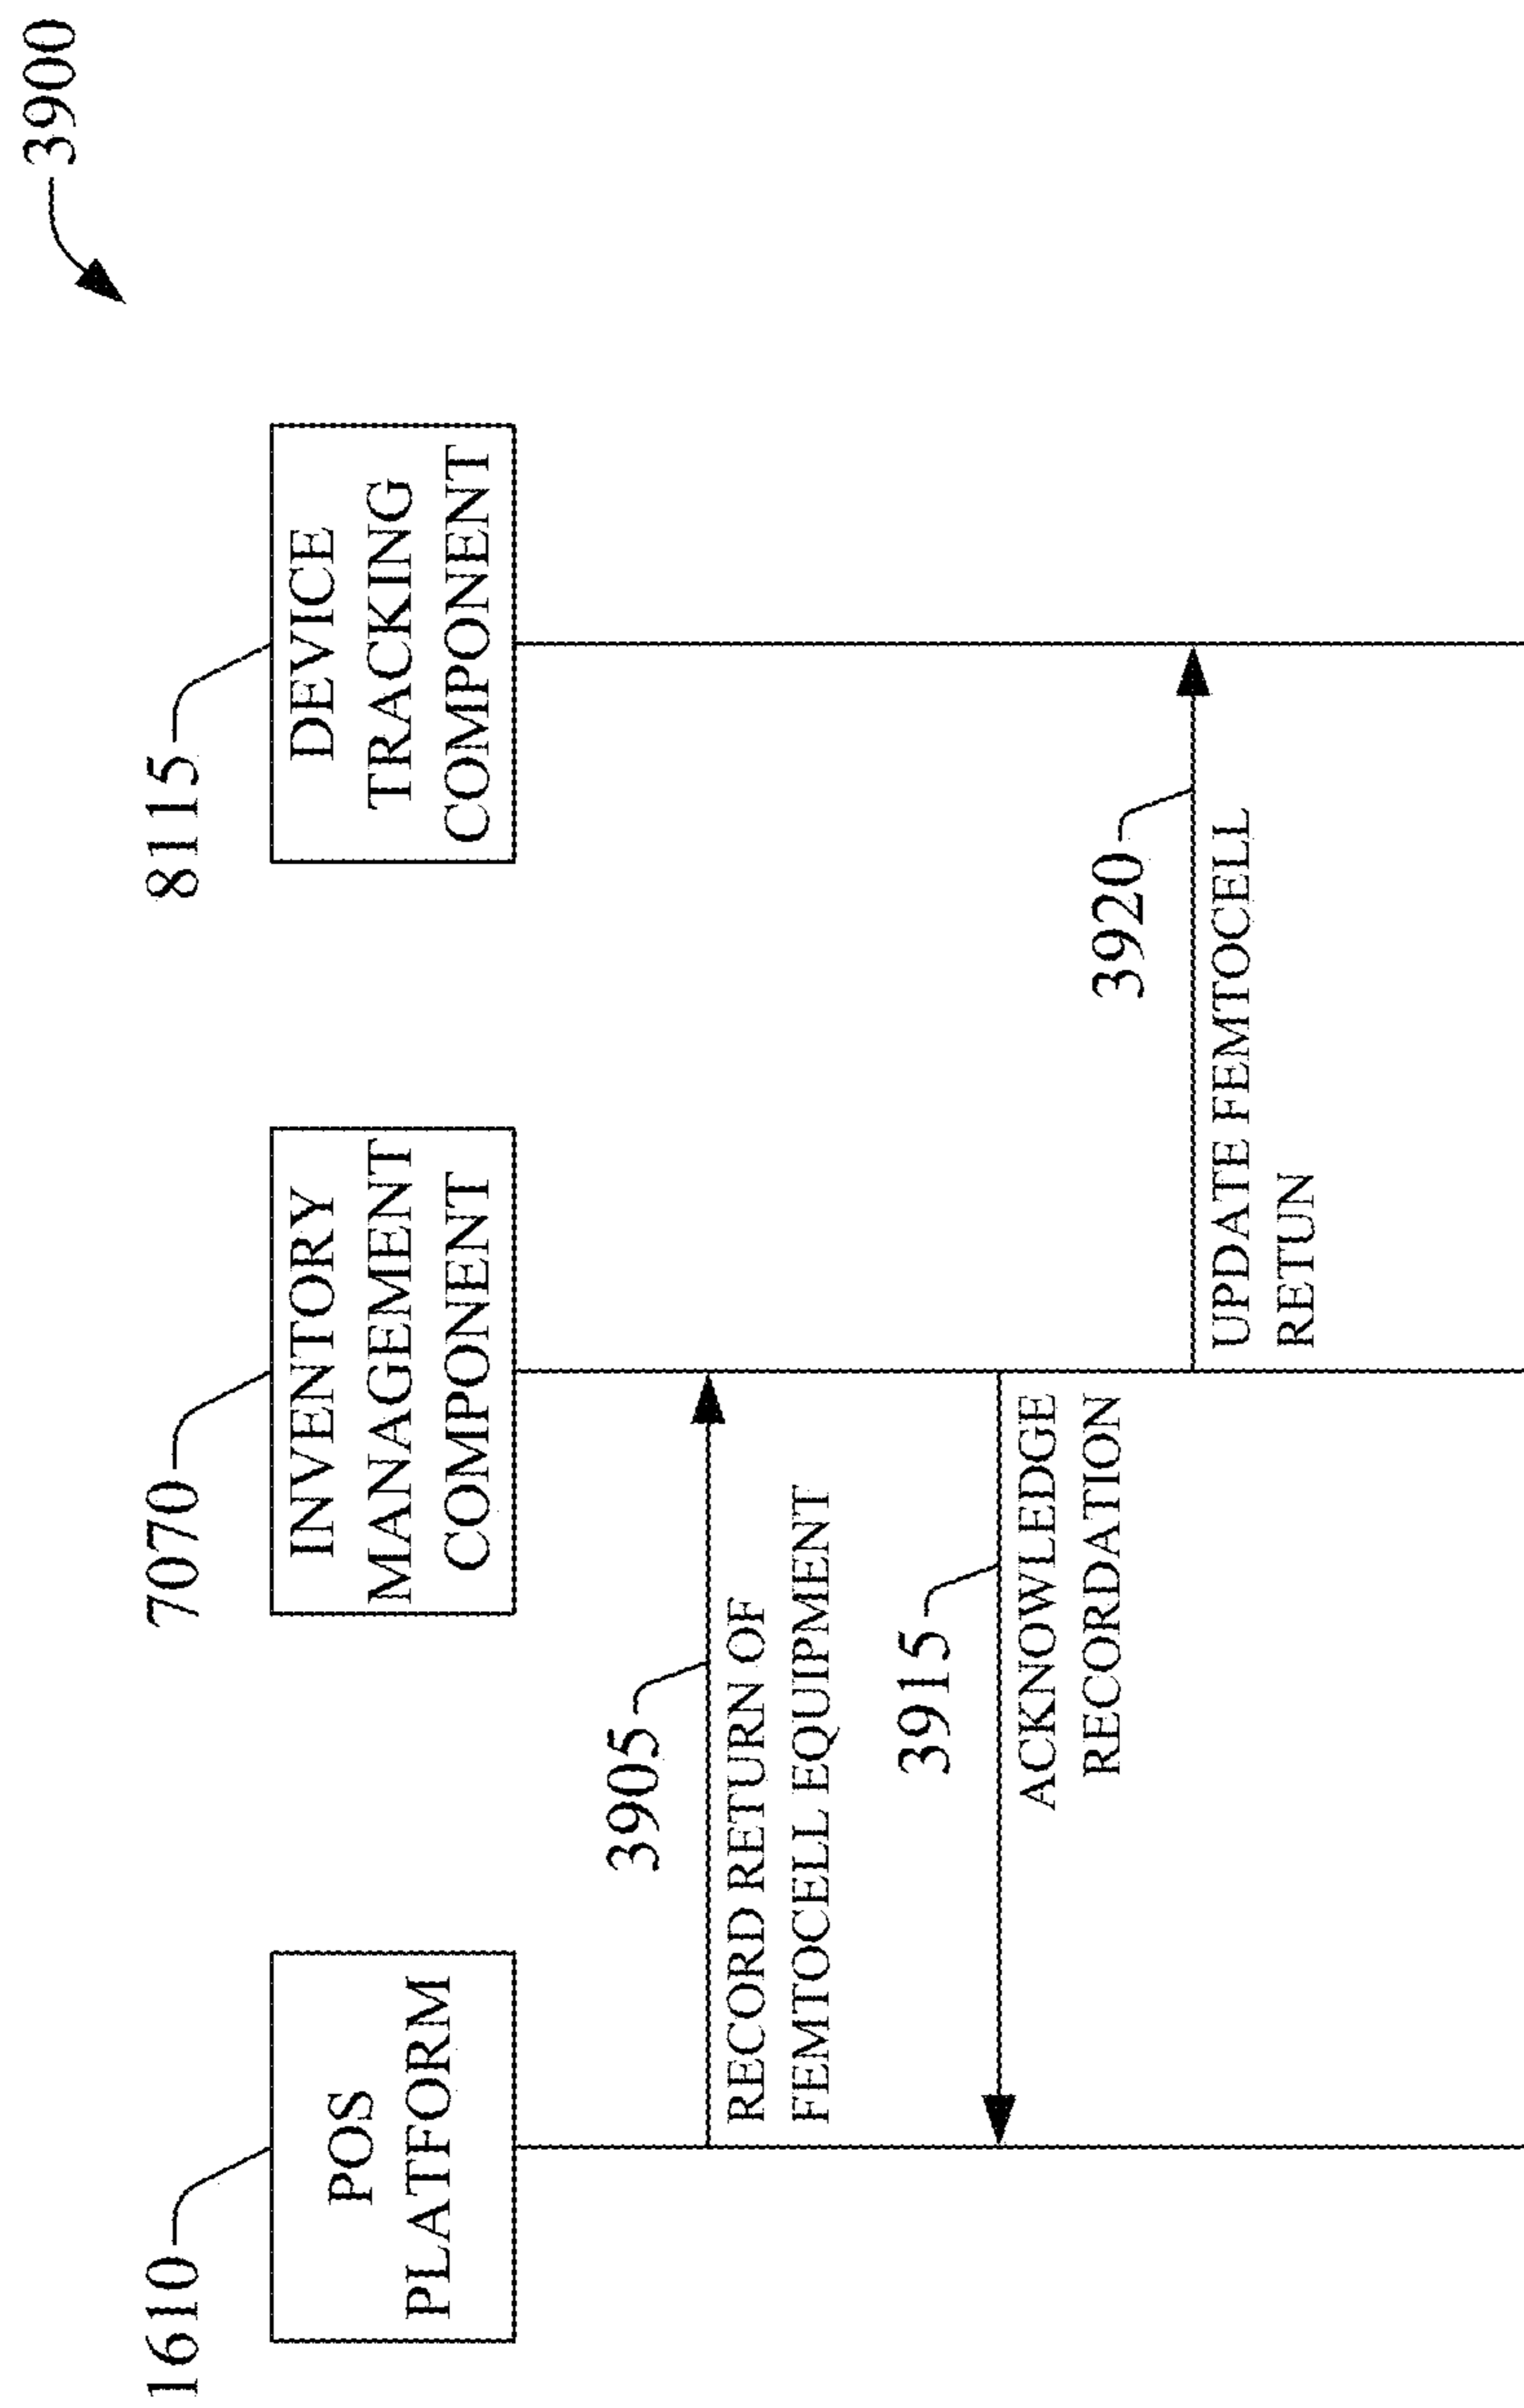 3900
1610
POS
PLATFORM
7070
INVENTORY
MANAGEMENT
COMPONENT
8115
DEVICE
TRACKING
COMPONENT
3905
RECORD RETURN OF
FEMTOCELL EQUIPMENT
3915
ACKNOWLEDGE
RECORDATION
3920
UPDATE FEMTOCELL
RETUN